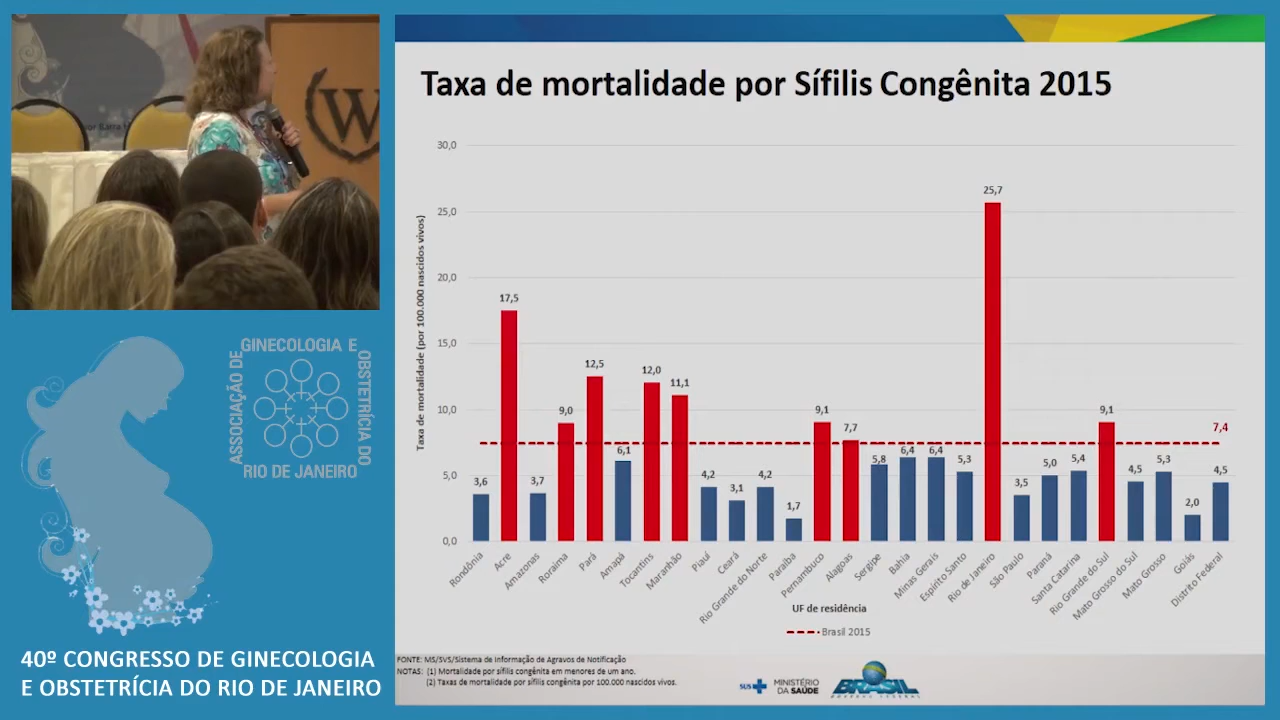 W
Taxa de mortalidade por Sífilis Congênita 2015
Taxa de mortalidade (por 100.000 nascidos vivos)
30,0
25,0
20,0
15,0
10,0
5,0
0,0
3,6
17,5
3,7
9,0
12,5
6,1
12,0
11,1
4,2
3,1
4,2
1,7
9,1
7,7
5,8
6,4
6,4
5,3
25,7
3,5
5,0
5,4
9,1
4,5
5,3
2,0
4,5
7,4
Rondônia
Acre
Amazonas
Roraima
Pará
Amapá
Tocantins
Maranhão
Piauí
Ceará
Rio Grande do Norte
Paraíba
Pernambuco
Alagoas
Sergipe
Bahia
Minas Gerais
Espírito Santo
Rio de Janeiro
São Paulo
Paraná
Santa Catarina
Rio Grande do Sul
Mato Grosso do Sul
Mato Grosso
Goiás
Distrito Federal
UF de residência
Brasil 2015
FONTE: MS/SVS/Sistema de Informação de Agravos de Notificação
NOTAS: (1) Mortalidade por sífilis congênita em menores de um ano.
(2) Taxas de mortalidade por sífilis congênita por 100.000 nascidos vivos.
SUS
MINISTÉRIO
DA SAÚDE
BRASIL
GOVERNO FEDERAL
ASSOCIAÇÃO DE
GINECOLOGIA E
OBSTETRÍCIA DO
RIO DE JANEIRO
40º CONGRESSO DE GINECOLOGIA
E OBSTETRÍCIA DO RIO DE JANEIRO